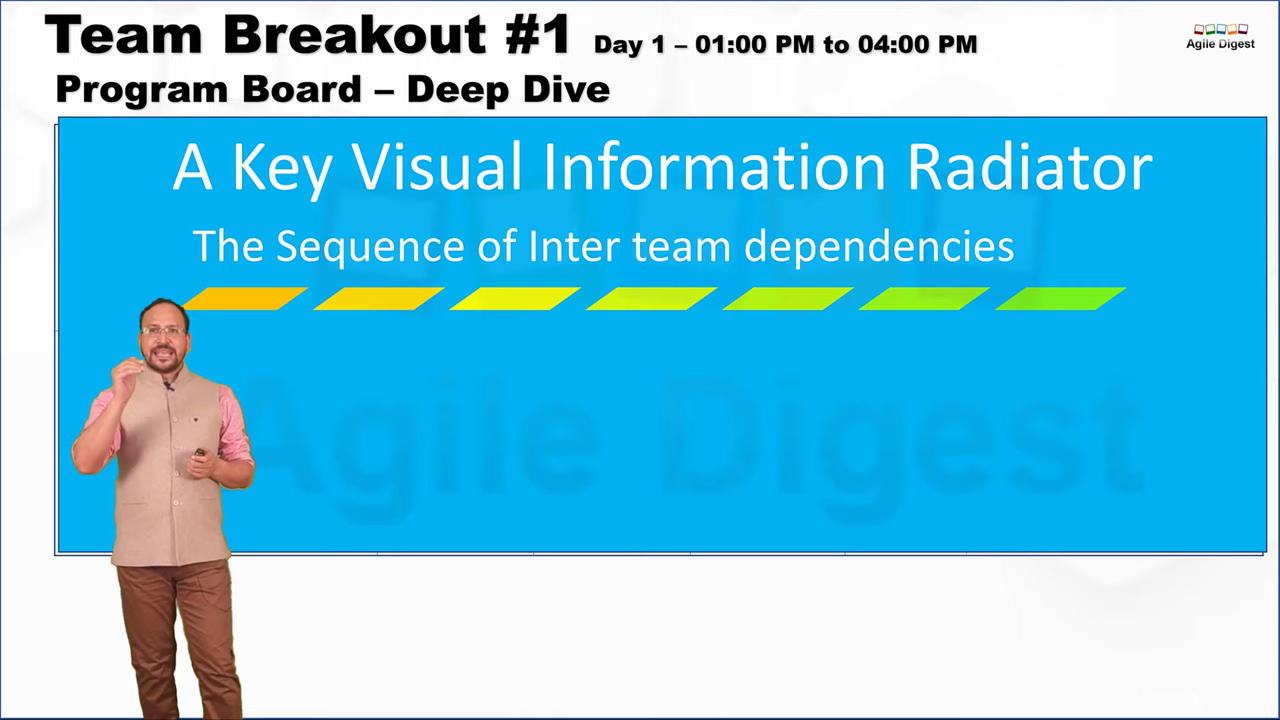 Team Breakout #1 Day 1 – 01:00 PM to 04:00 PM
Agile Digest
Program Board – Deep Dive
A Key Visual Information Radiator
The Sequence of Inter team dependencies
Agile Digest